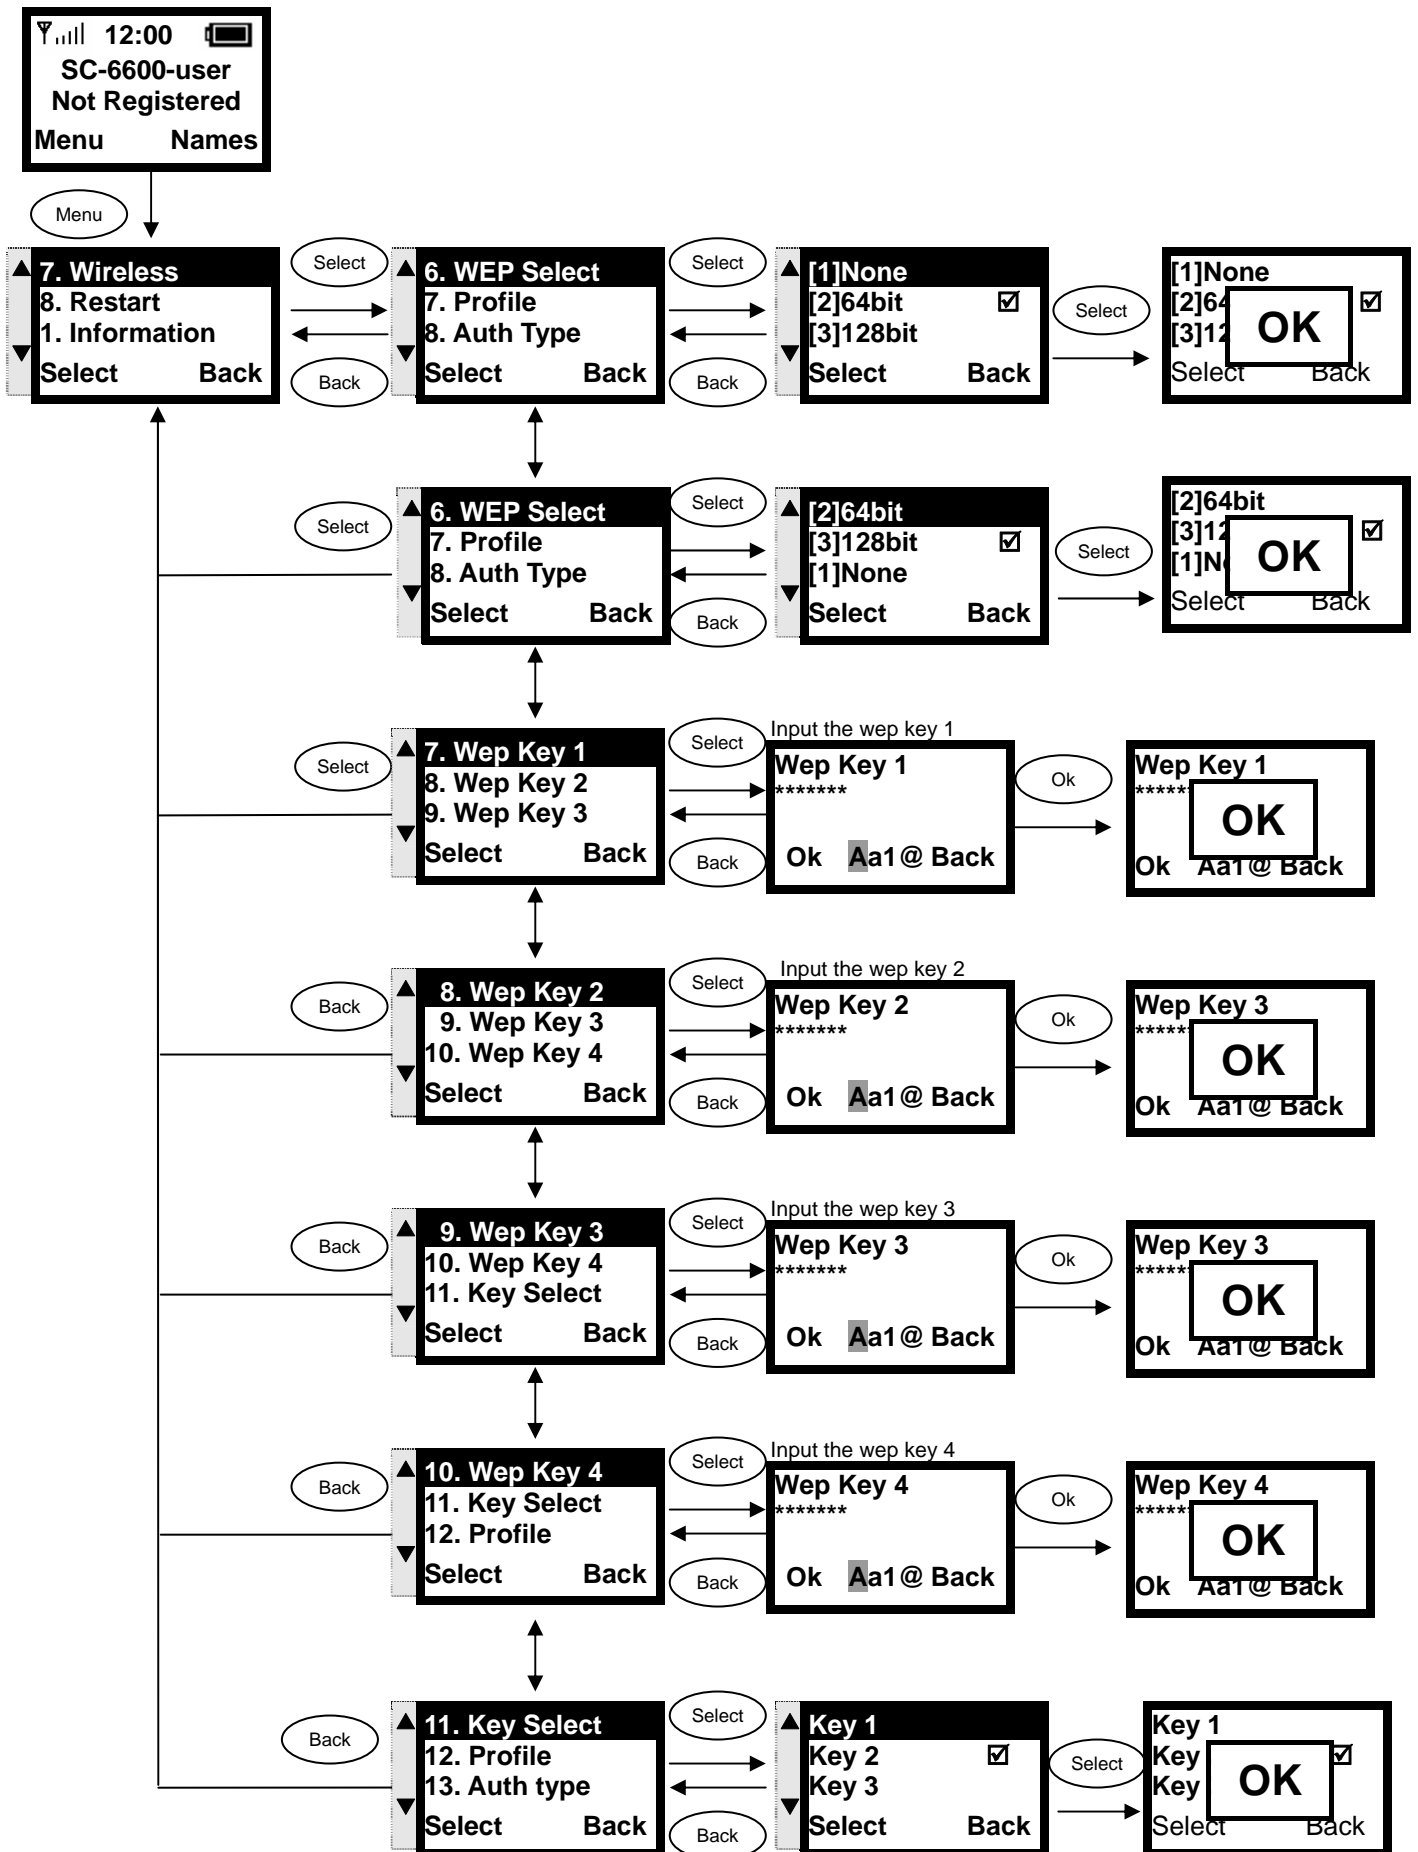 12:00
SC-6600-user
Not Registered
Menu Names
Menu
7. Wireless
8. Restart
1. Information
Select Back
Select
Back
6. WEP Select
7. Profile
8. Auth Type
Select Back
Select
Back
[1]None
[2]64bit
[3]128bit
Select Back
Select
[1]None
[2]64
[3]12
OK
Select Back
Select
6. WEP Select
7. Profile
8. Auth Type
Select Back
Select
Back
[2]64bit
[3]128bit
[1]None
Select Back
Select
[2]64bit
[3]12
[1]N
OK
Select Back
Select
7. Wep Key 1
8. Wep Key 2
9. Wep Key 3
Select Back
Select
Back
Input the wep key 1
Wep Key 1
*******
Ok Aa1@ Back
Ok
Wep Key 1
*****
OK
Ok Aa1@ Back
Back
8. Wep Key 2
9. Wep Key 3
10. Wep Key 4
Select Back
Select
Back
Input the wep key 2
Wep Key 2
*******
Ok Aa1@ Back
Ok
Wep Key 3
*****
OK
Ok Aa1@ Back
Back
9. Wep Key 3
10. Wep Key 4
11. Key Select
Select Back
Select
Back
Input the wep key 3
Wep Key 3
*******
Ok Aa1@ Back
Ok
Wep Key 3
*****
OK
Ok Aa1@ Back
Back
10. Wep Key 4
11. Key Select
12. Profile
Select Back
Select
Back
Input the wep key 4
Wep Key 4
*******
Ok Aa1@ Back
Ok
Wep Key 4
*****
OK
Ok Aa1@ Back
Back
11. Key Select
12. Profile
13. Auth type
Select Back
Select
Back
Key 1
Key 2
Key 3
Select Back
Select
Key 1
Key
Key
OK
Select Back